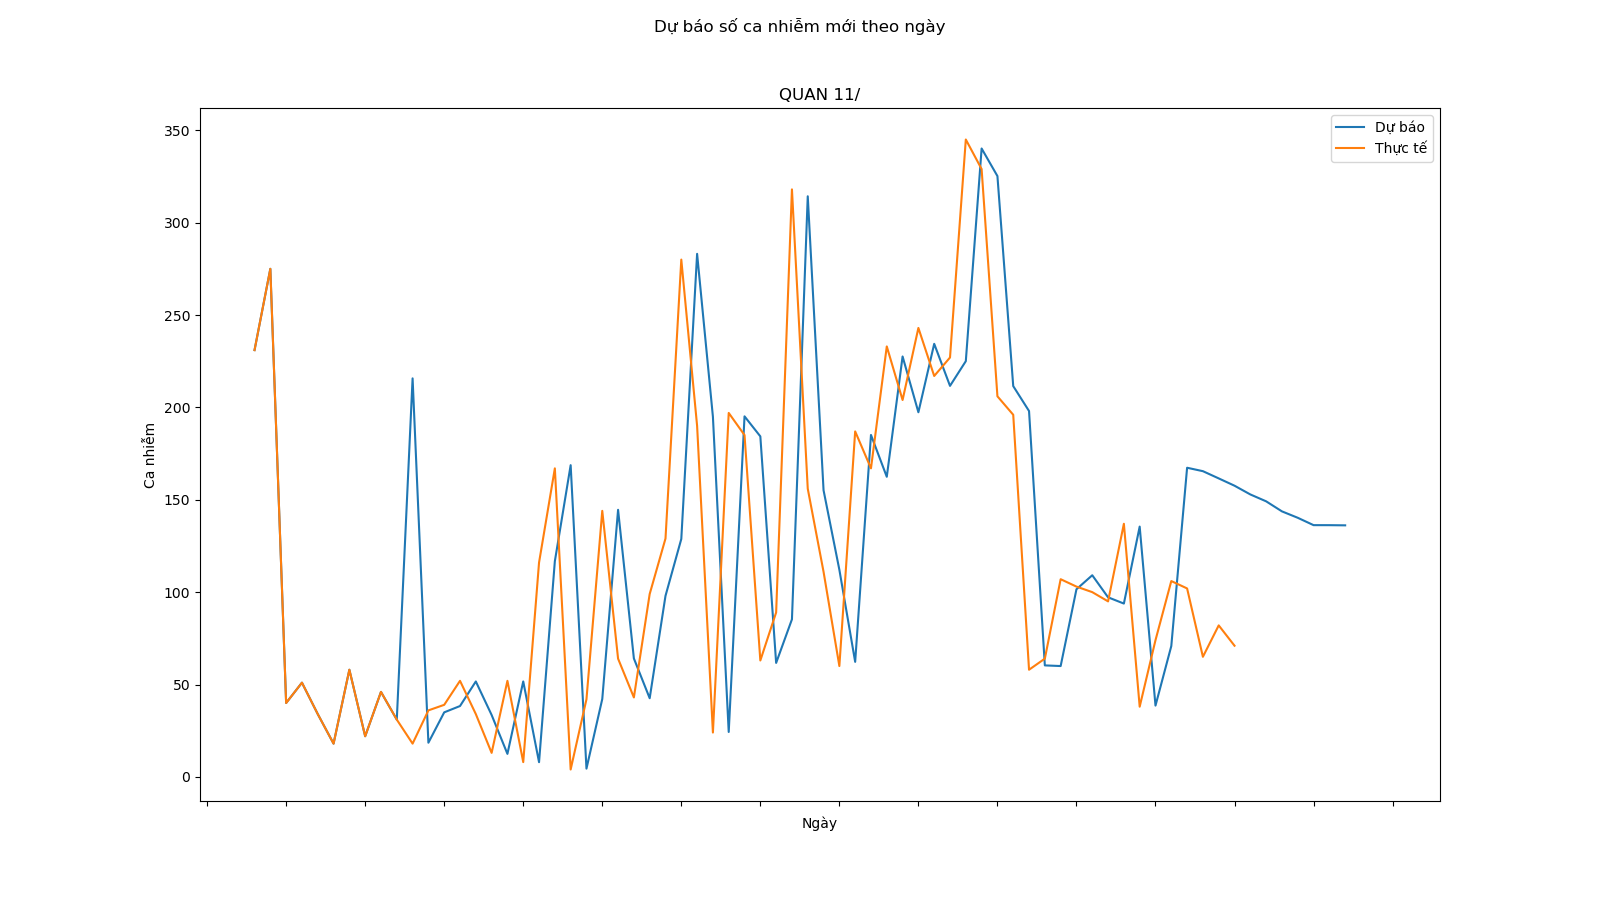 Dự báo số ca nhiễm mới theo ngày
QUAN 11/
Dự báo
Thực tế
350
300
250
200
150
100
50
0
Ca nhiễm
Ngày